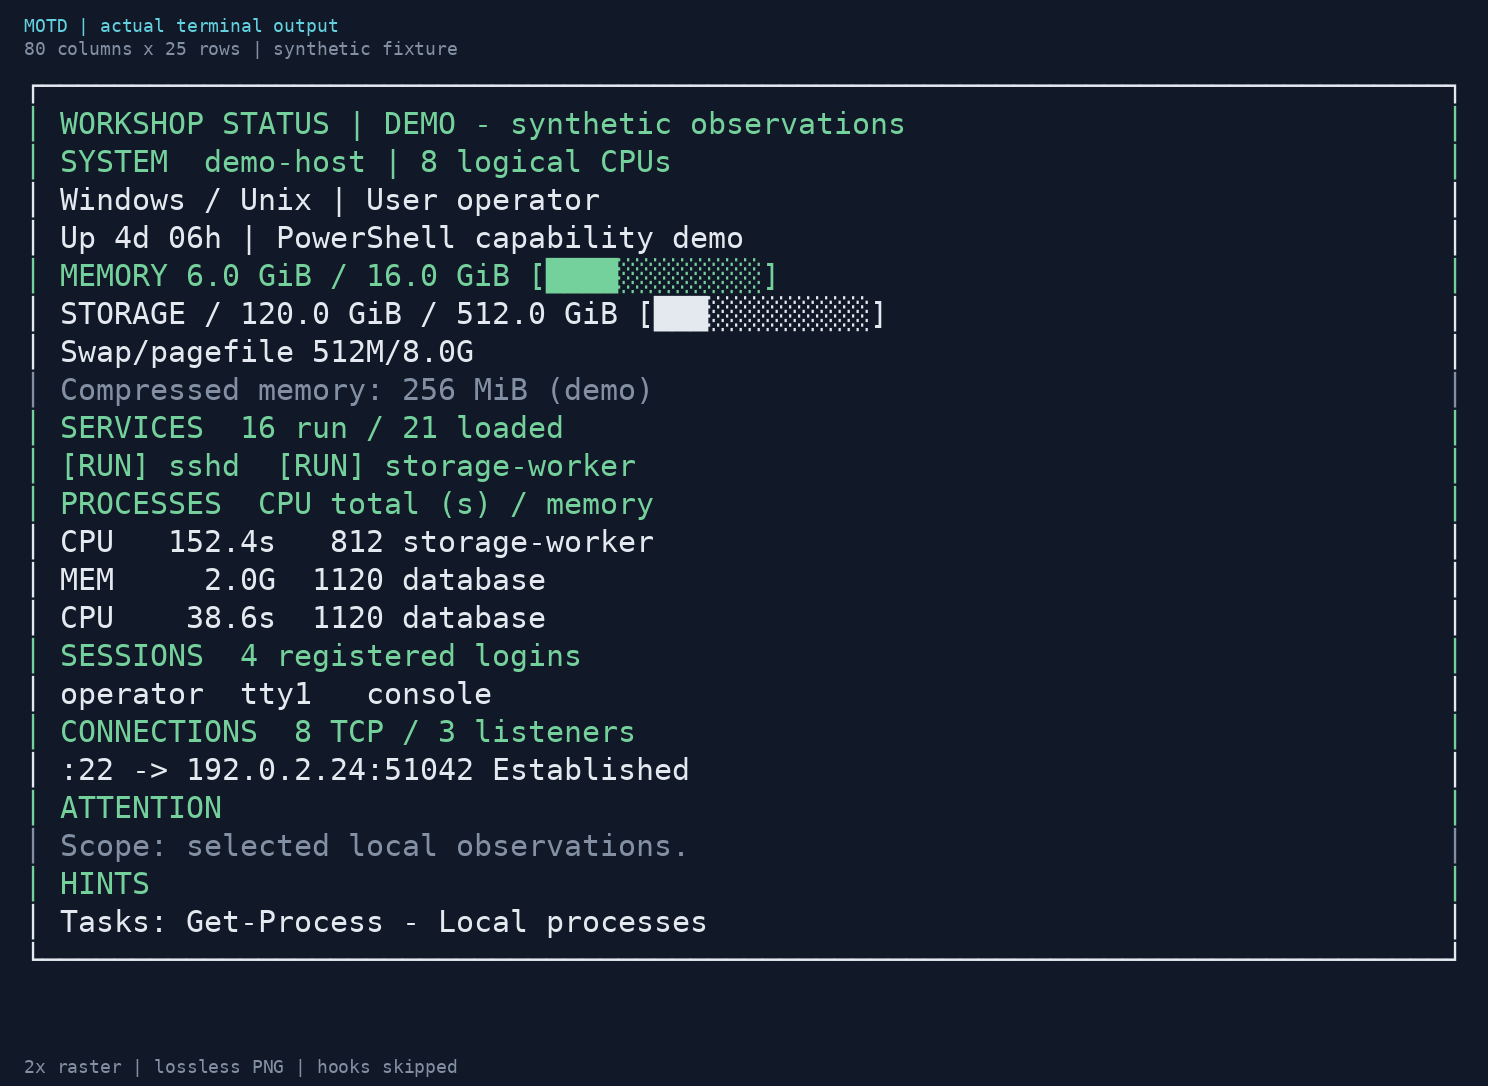 MOTD | actual terminal output
80 columns x 25 rows | synthetic fixture
WORKSHOP STATUS | DEMO - synthetic observations
SYSTEM  demo-host | 8 logical CPUs
Windows / Unix | User operator
Up 4d 06h | PowerShell capability demo
MEMORY 6.0 GiB / 16.0 GiB [████░░░░░░░░]
STORAGE / 120.0 GiB / 512.0 GiB [███░░░░░░░░░]
Swap/pagefile 512M/8.0G
Compressed memory: 256 MiB (demo)
SERVICES  16 run / 21 loaded
[RUN] sshd  [RUN] storage-worker
PROCESSES  CPU total (s) / memory
CPU   152.4s   812 storage-worker
MEM     2.0G  1120 database
CPU    38.6s  1120 database
SESSIONS  4 registered logins
operator  tty1   console
CONNECTIONS  8 TCP / 3 listeners
:22 -> 192.0.2.24:51042 Established
ATTENTION
Scope: selected local observations.
HINTS
Tasks: Get-Process - Local processes
2x raster | lossless PNG | hooks skipped